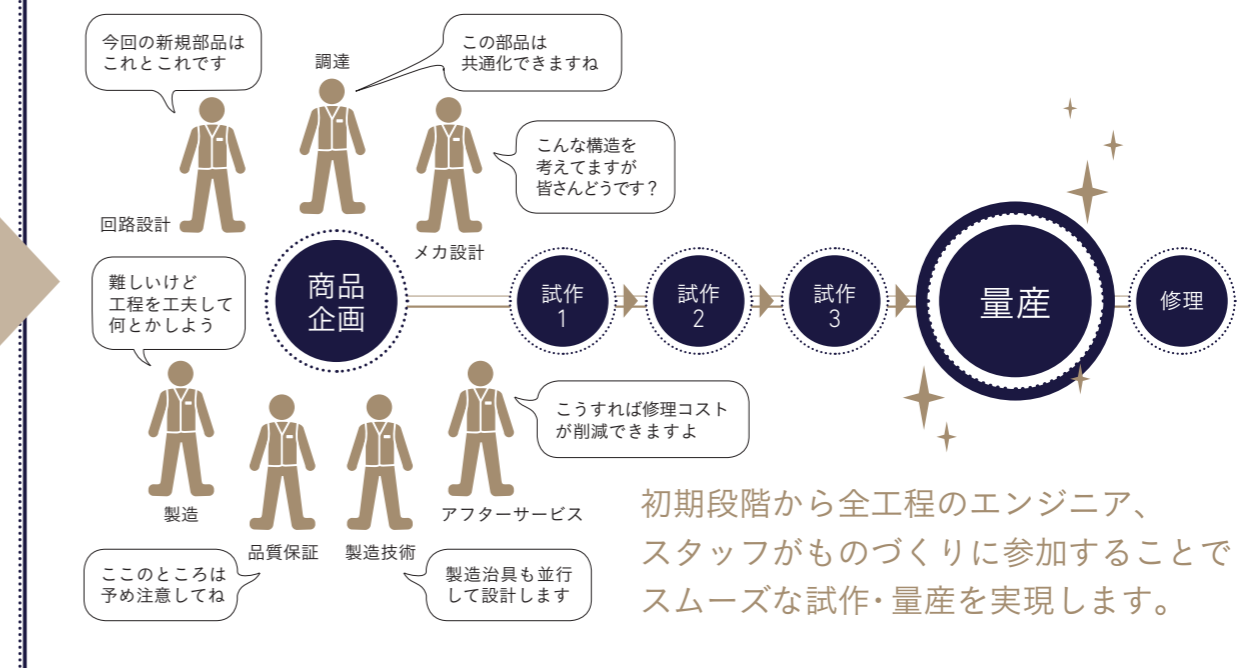 今回の新規部品は
これとこれです
調達
この部品は
共通化できますね
こんな構造を
考えてますが
皆さんどうです？
回路設計
メカ設計
難しいけど
工程を工夫して
何とかしよう
商品
企画
試作
1
試作
2
試作
3
量産
修理
こうすれば修理コスト
が削減できますよ
製造
アフターサービス
品質保証
製造技術
ここのところは
予め注意してね
製造治具も並行
して設計します
初期段階から全工程のエンジニア、
スタッフがものづくりに参加することで
スムーズな試作・量産を実現します。